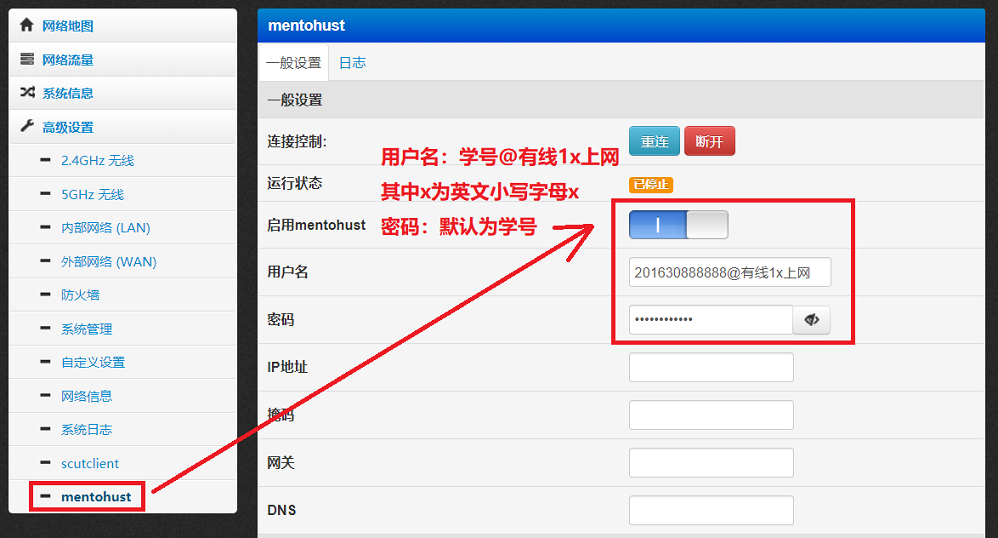 网络地图
网络流量
系统信息
高级设置
2.4GHz 无线
5GHz 无线
内部网络 (LAN)
外部网络 (WAN)
防火墙
系统管理
自定义设置
网络信息
系统日志
scutclient
mentohust
mentohust
一般设置 日志
一般设置
连接控制: 重连 断开
用户名：学号@有线1x上网
运行状态 已停止
其中x为英文小写字母x
启用mentohust
密码：默认为学号
用户名 201630888888@有线1x上网
密码 ••••••••••••
IP地址
掩码
网关
DNS